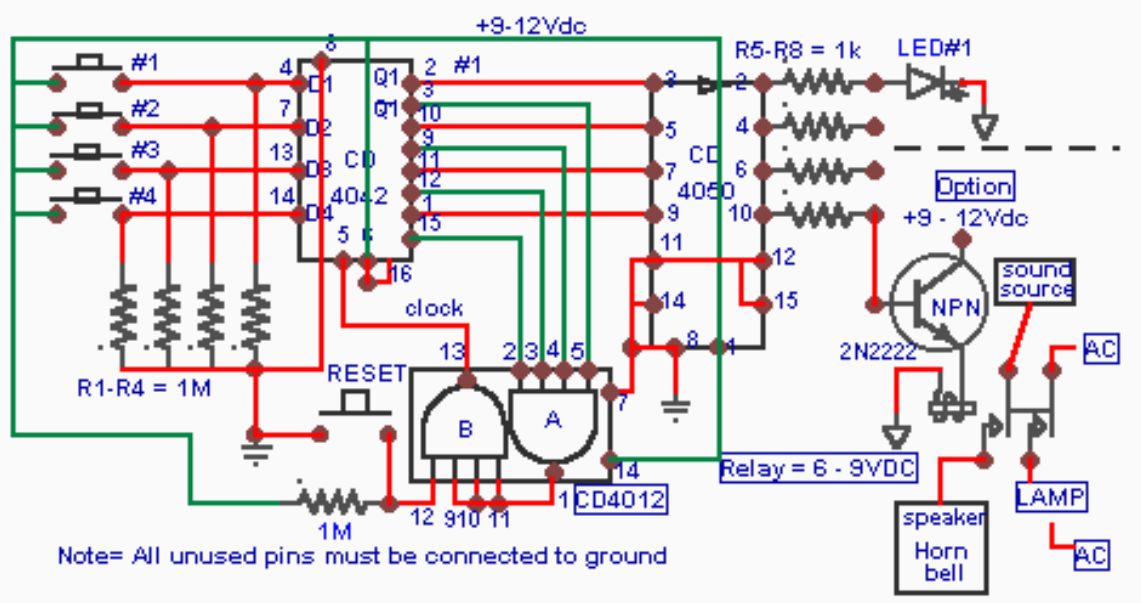 +9-12Vdc
#1
#2
#3
#4
4
7
13
14
8
D1
D2
D3
D4
Q1
Q1
CD
4042
2
3
10
9
11
12
1
15
#1
5
6
16
clock
3
5
7
9
11
14
CD
4050
2
4
6
10
12
15
8
1
R5-R8 = 1k
LED#1
Option
+9 - 12Vdc
NPN
2N2222
sound
source
AC
Relay = 6 - 9VDC
LAMP
AC
speaker
Horn
bell
R1-R4 = 1M
RESET
13
2
3
4
5
B
A
7
14
1
CD4012
12
9
10
11
1M
Note= All unused pins must be connected to ground